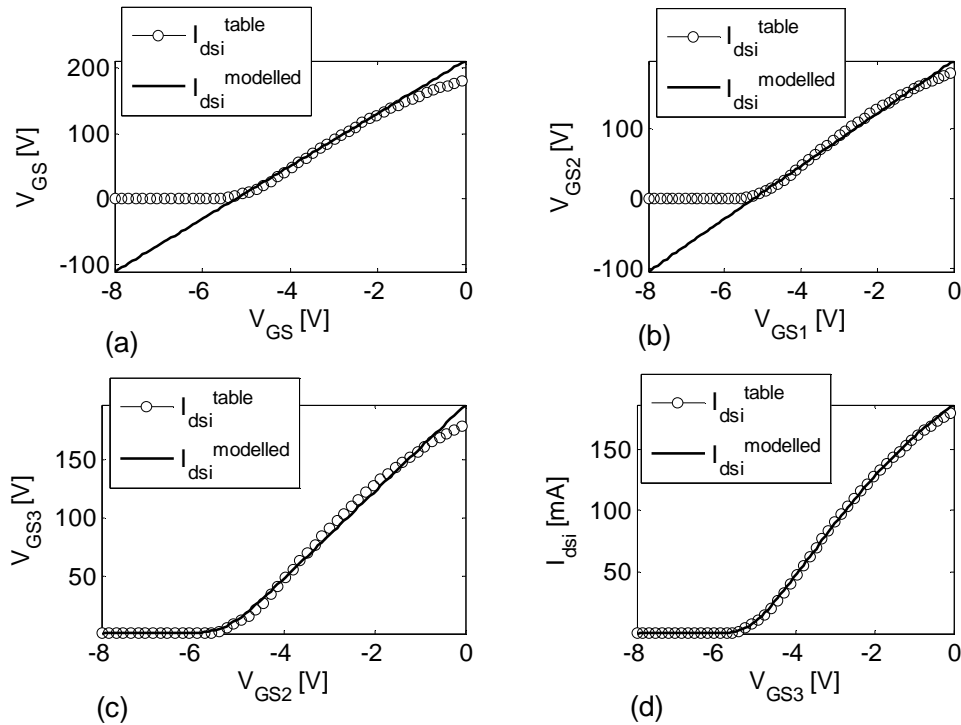 I_dsi^table
I_dsi^modelled
V_GS [V]
200
100
0
-100
-8 -6 -4 -2 0
V_GS [V]
(a)
I_dsi^table
I_dsi^modelled
V_GS2 [V]
100
0
-100
-8 -6 -4 -2 0
V_GS1 [V]
(b)
I_dsi^table
I_dsi^modelled
V_GS3 [V]
150
100
50
-8 -6 -4 -2 0
V_GS2 [V]
(c)
I_dsi^table
I_dsi^modelled
I_dsi [mA]
150
100
50
-8 -6 -4 -2 0
V_GS3 [V]
(d)